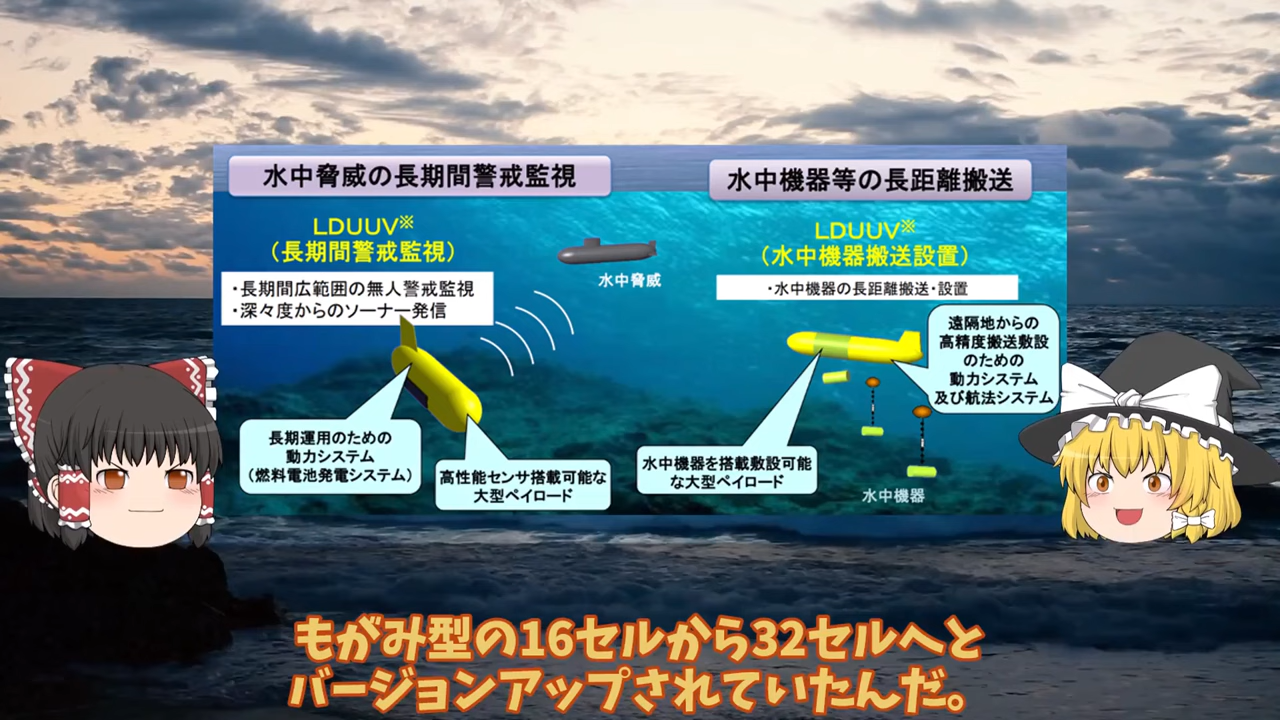 水中脅威の長期間警戒監視
LDUUV※
（長期間警戒監視）
・長期間広範囲の無人警戒監視
・深々度からのソーナー発信
水中脅威
長期運用のための
動力システム
（燃料電池発電システム）
高性能センサ搭載可能な
大型ペイロード
水中機器等の長距離搬送
LDUUV※
（水中機器搬送設置）
・水中機器の長距離搬送・設置
遠隔地からの
高精度搬送敷設
のための
動力システム
及び航法システム
水中機器を搭載敷設可能
な大型ペイロード
水中機器
もがみ型の16セルから32セルへと
バージョンアップされていたんだ。